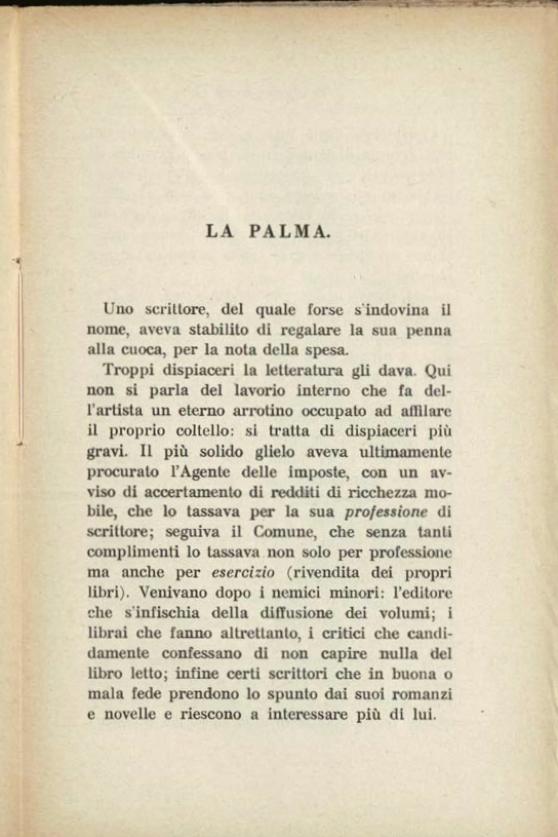 LA PALMA.
Uno scrittore, del quale forse s'indovina il
nome, aveva stabilito di regalare la sua penna
alla cuoca, per la nota della spesa.
Troppi dispiaceri la letteratura gli dava. Qui
non si parla del lavorio interno che fa del-
l'artista un eterno arrotino occupato ad affilare
il proprio coltello: si tratta di dispiaceri più
gravi. Il più solido glielo aveva ultimamente
procurato l'Agente delle imposte, con un av-
viso di accertamento di redditi di ricchezza mo-
bile, che lo tassava per la sua professione di
scrittore; seguiva il Comune, che senza tanti
complimenti lo tassava non solo per professione
ma anche per esercizio (rivendita dei propri
libri). Venivano dopo i nemici minori: l'editore
che s'infischia della diffusione dei volumi; i
librai che fanno altrettanto, i critici che candi-
damente confessano di non capire nulla del
libro letto; infine certi scrittori che in buona o
mala fede prendono lo spunto dai suoi romanzi
e novelle e riescono a interessare più di lui.